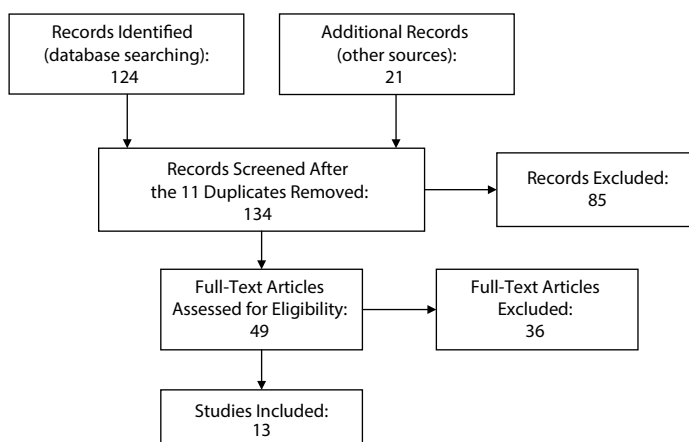 Records Identified
(database searching):
124
Additional Records
(other sources):
21
Records Screened After
the 11 Duplicates Removed:
134
Records Excluded:
85
Full-Text Articles
Assessed for Eligibility:
49
Full-Text Articles
Excluded:
36
Studies Included:
13